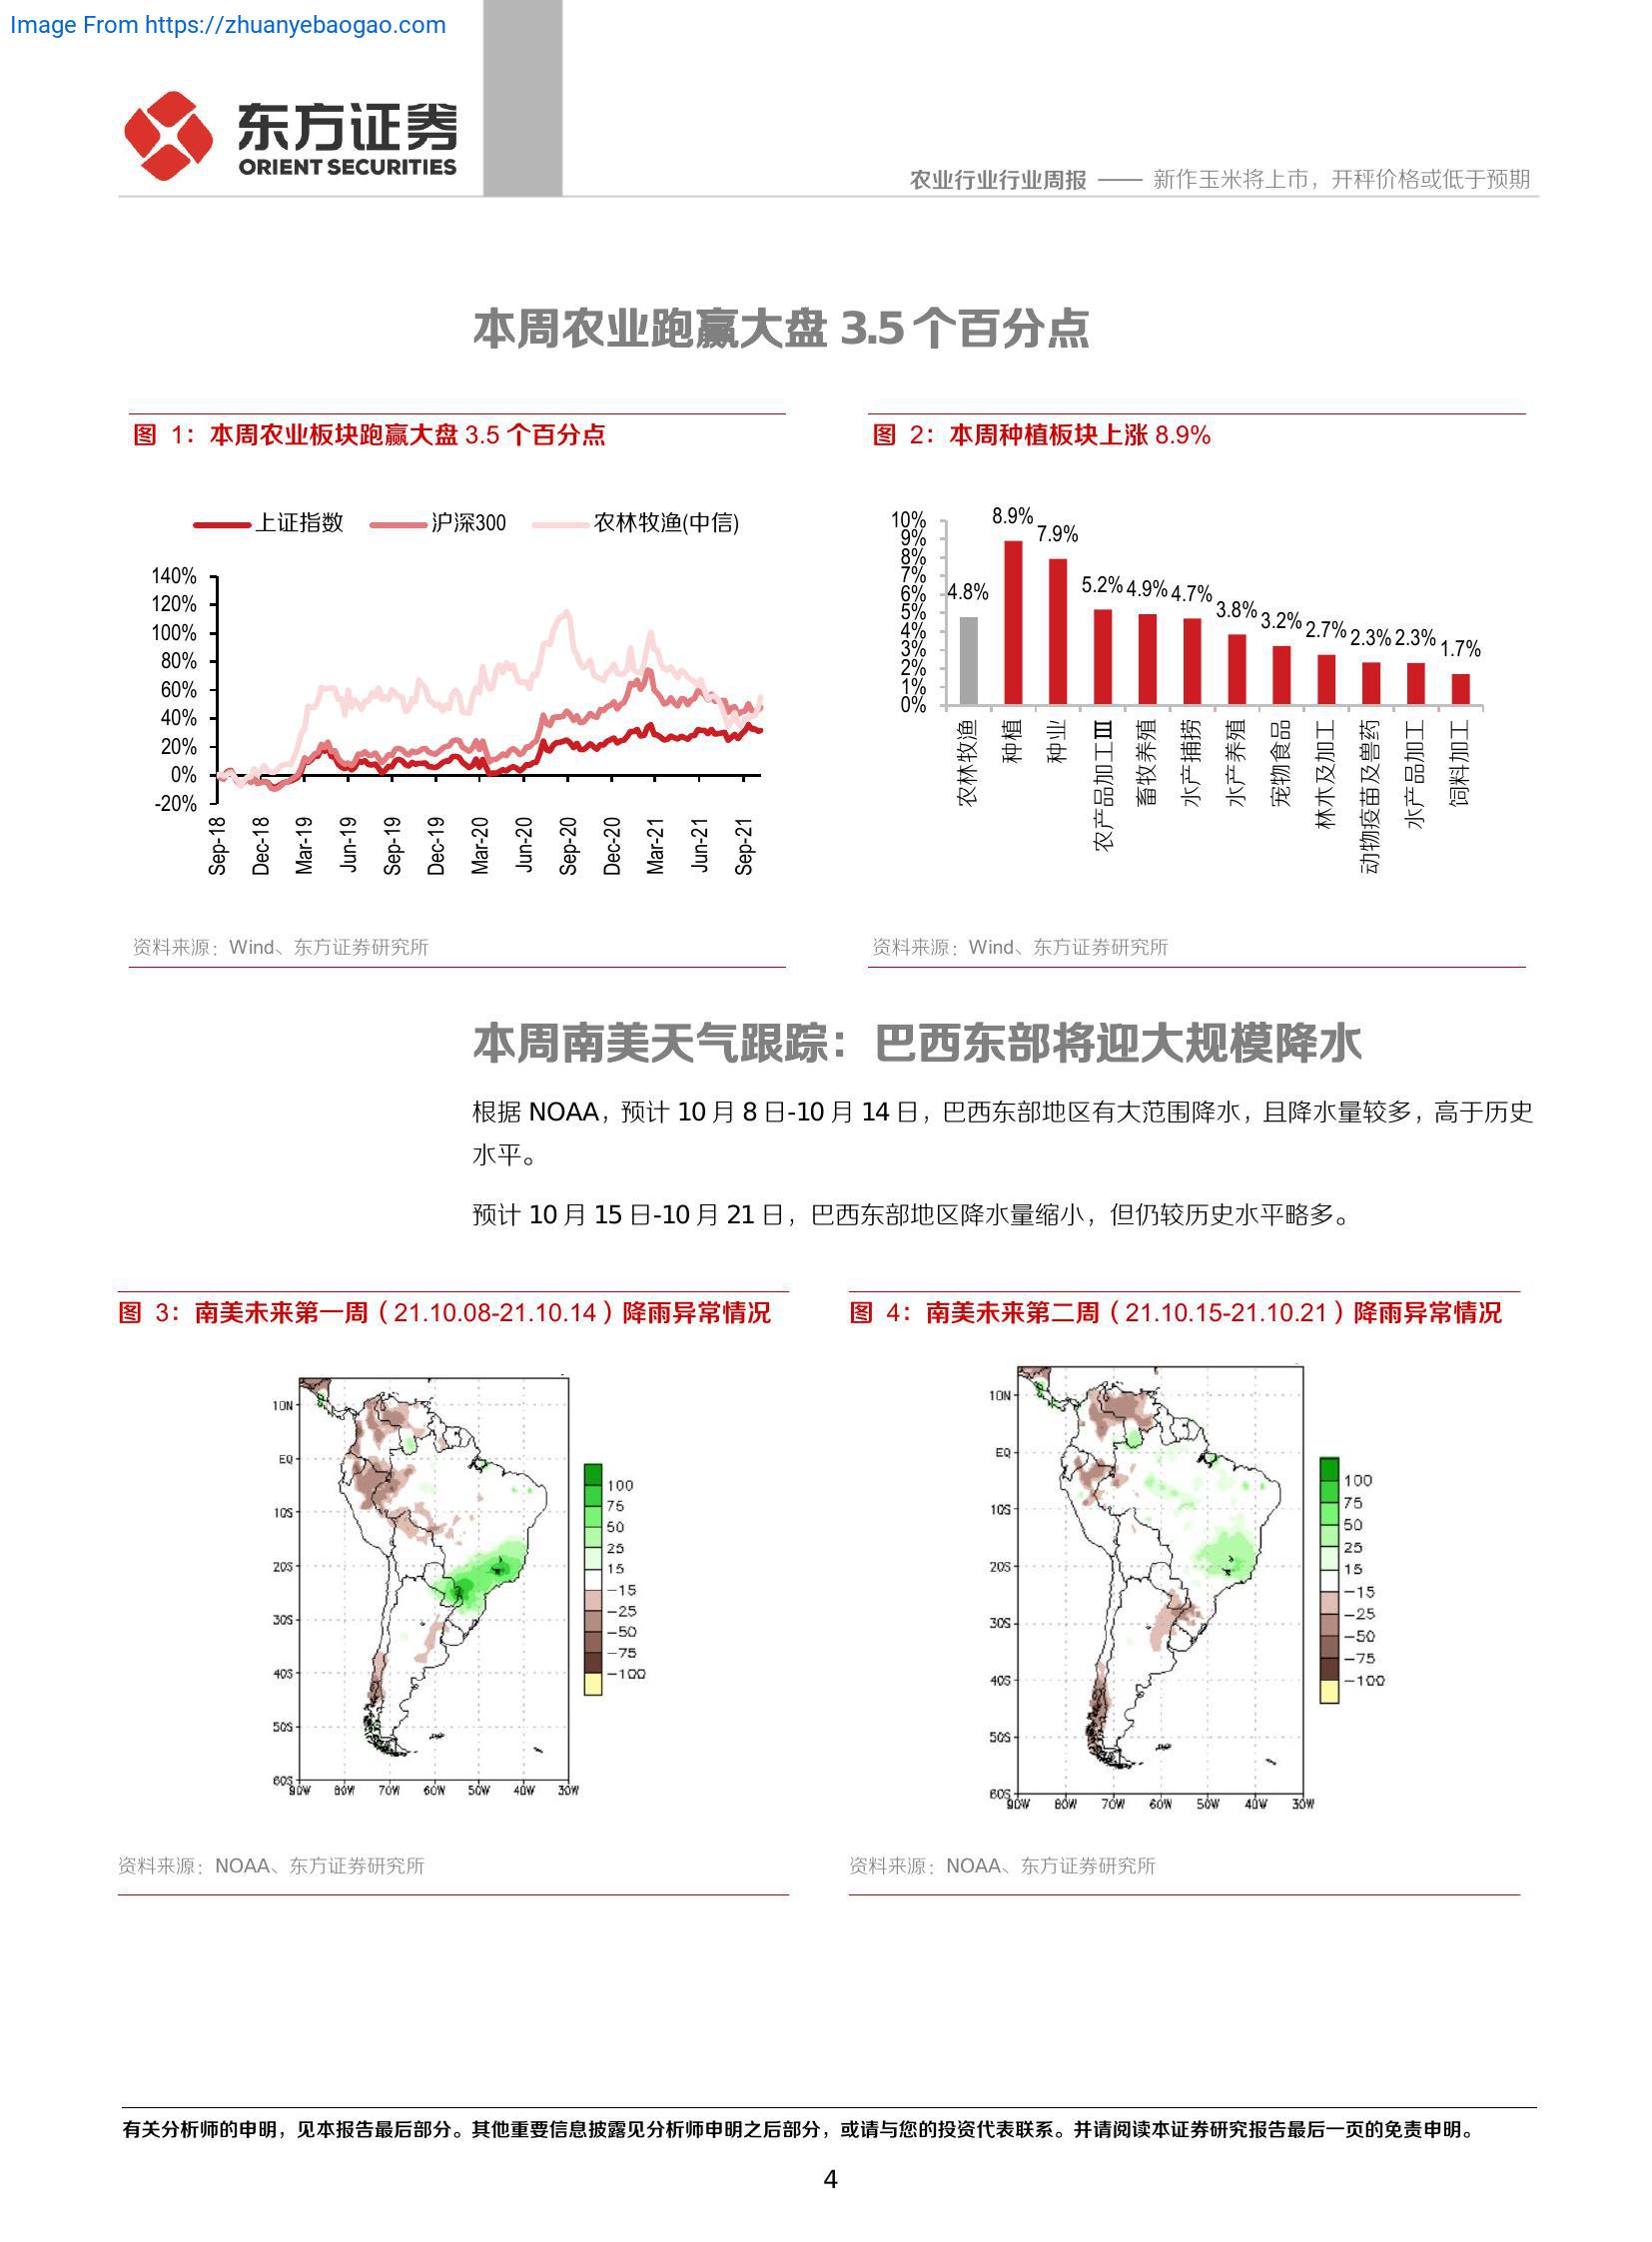 Image From https://zhuanyebaogao.com
东方证券
ORIENT SECURITIES
农业行业行业周报 —— 新作玉米将上市，开秤价格或低于预期
本周农业跑赢大盘 3.5 个百分点
图 1：本周农业板块跑赢大盘 3.5 个百分点
上证指数 沪深300 农林牧渔(中信)
140%
120%
100%
80%
60%
40%
20%
0%
-20%
Sep-18 Dec-18 Mar-19 Jun-19 Sep-19 Dec-19 Mar-20 Jun-20 Sep-20 Dec-20 Mar-21 Jun-21 Sep-21
资料来源：Wind、东方证券研究所
图 2：本周种植板块上涨 8.9%
10%
9%
8%
7%
6%
5%
4%
3%
2%
1%
0%
4.8% 8.9% 7.9% 5.2% 4.9% 4.7% 3.8% 3.2% 2.7% 2.3% 2.3% 1.7%
农林牧渔 种植 种业 农产品加工Ⅲ 畜牧养殖 水产捕捞 水产养殖 宠物食品 林木及加工 动物疫苗及兽药 水产品加工 饲料加工
资料来源：Wind、东方证券研究所
本周南美天气跟踪：巴西东部将迎大规模降水
根据 NOAA，预计 10 月 8 日-10 月 14 日，巴西东部地区有大范围降水，且降水量较多，高于历史
水平。
预计 10 月 15 日-10 月 21 日，巴西东部地区降水量缩小，但仍较历史水平略多。
图 3：南美未来第一周（21.10.08-21.10.14）降雨异常情况
10N
EQ
10S
20S
30S
40S
50S
60S
90W 80W 70W 60W 50W 40W 30W
100
75
50
25
15
-15
-25
-50
-75
-100
资料来源：NOAA、东方证券研究所
图 4：南美未来第二周（21.10.15-21.10.21）降雨异常情况
10N
EQ
10S
20S
30S
40S
50S
60S
90W 80W 70W 60W 50W 40W 30W
100
75
50
25
15
-15
-25
-50
-75
-100
资料来源：NOAA、东方证券研究所
有关分析师的申明，见本报告最后部分。其他重要信息披露见分析师申明之后部分，或请与您的投资代表联系。并请阅读本证券研究报告最后一页的免责申明。
4